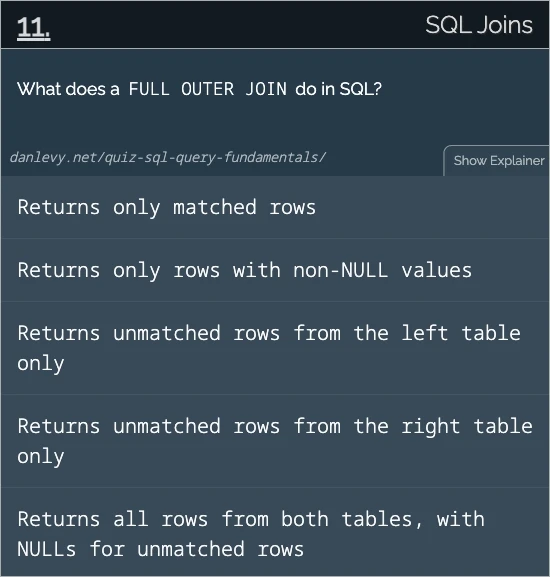 11.
SQL Joins
What does a FULL OUTER JOIN do in SQL?
danlevy.net/quiz-sql-query-fundamentals/
Show Explainer
Returns only matched rows
Returns only rows with non-NULL values
Returns unmatched rows from the left table
only
Returns unmatched rows from the right table
only
Returns all rows from both tables, with
NULLs for unmatched rows